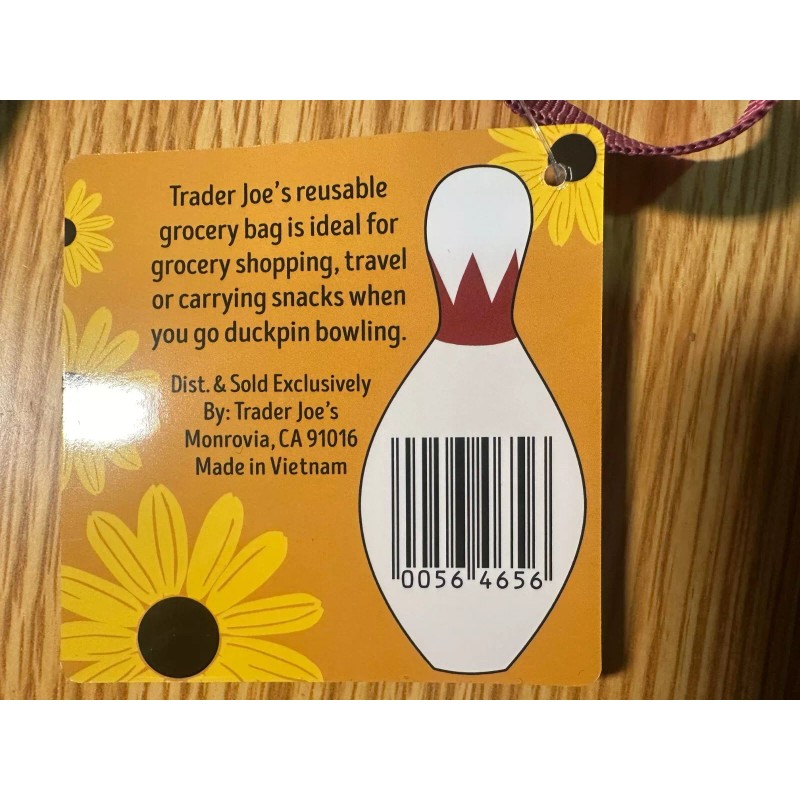 Trader Joe's reusable
grocery bag is ideal for
grocery shopping, travel
or carrying snacks when
you go duckpin bowling.
Dist. & Sold Exclusively
By: Trader Joe's
Monrovia, CA 91016
Made in Vietnam
0056 4656